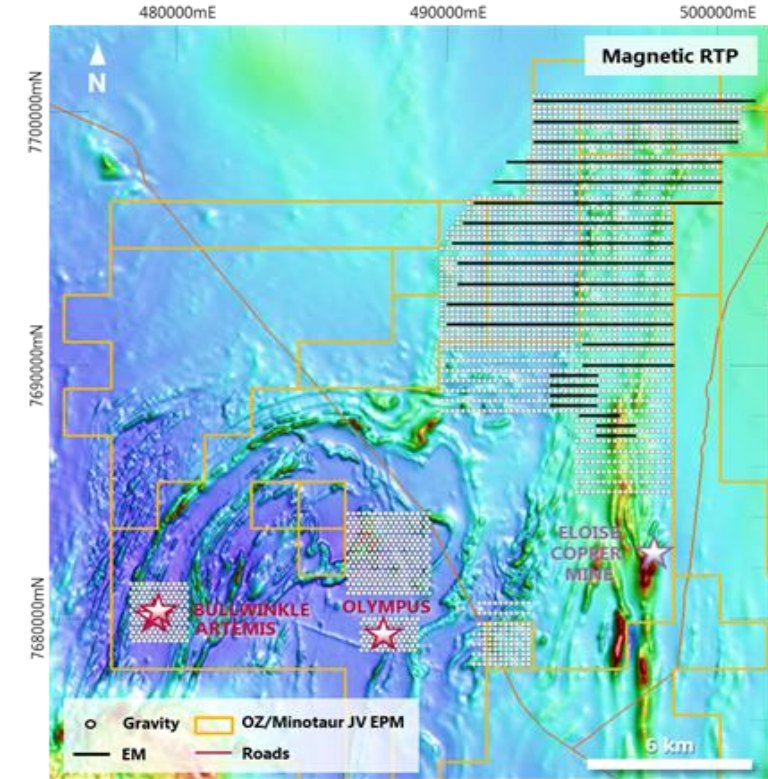 480000mE 490000mE 500000mE
N
Magnetic RTP
7700000mN
7690000mN
7680000mN
ELOISE
COPPER
MINE
OLYMPUS
BULLWINKLE
ARTEMIS
Gravity
OZ/Minotaur JV EPM
EM
Roads
6 km